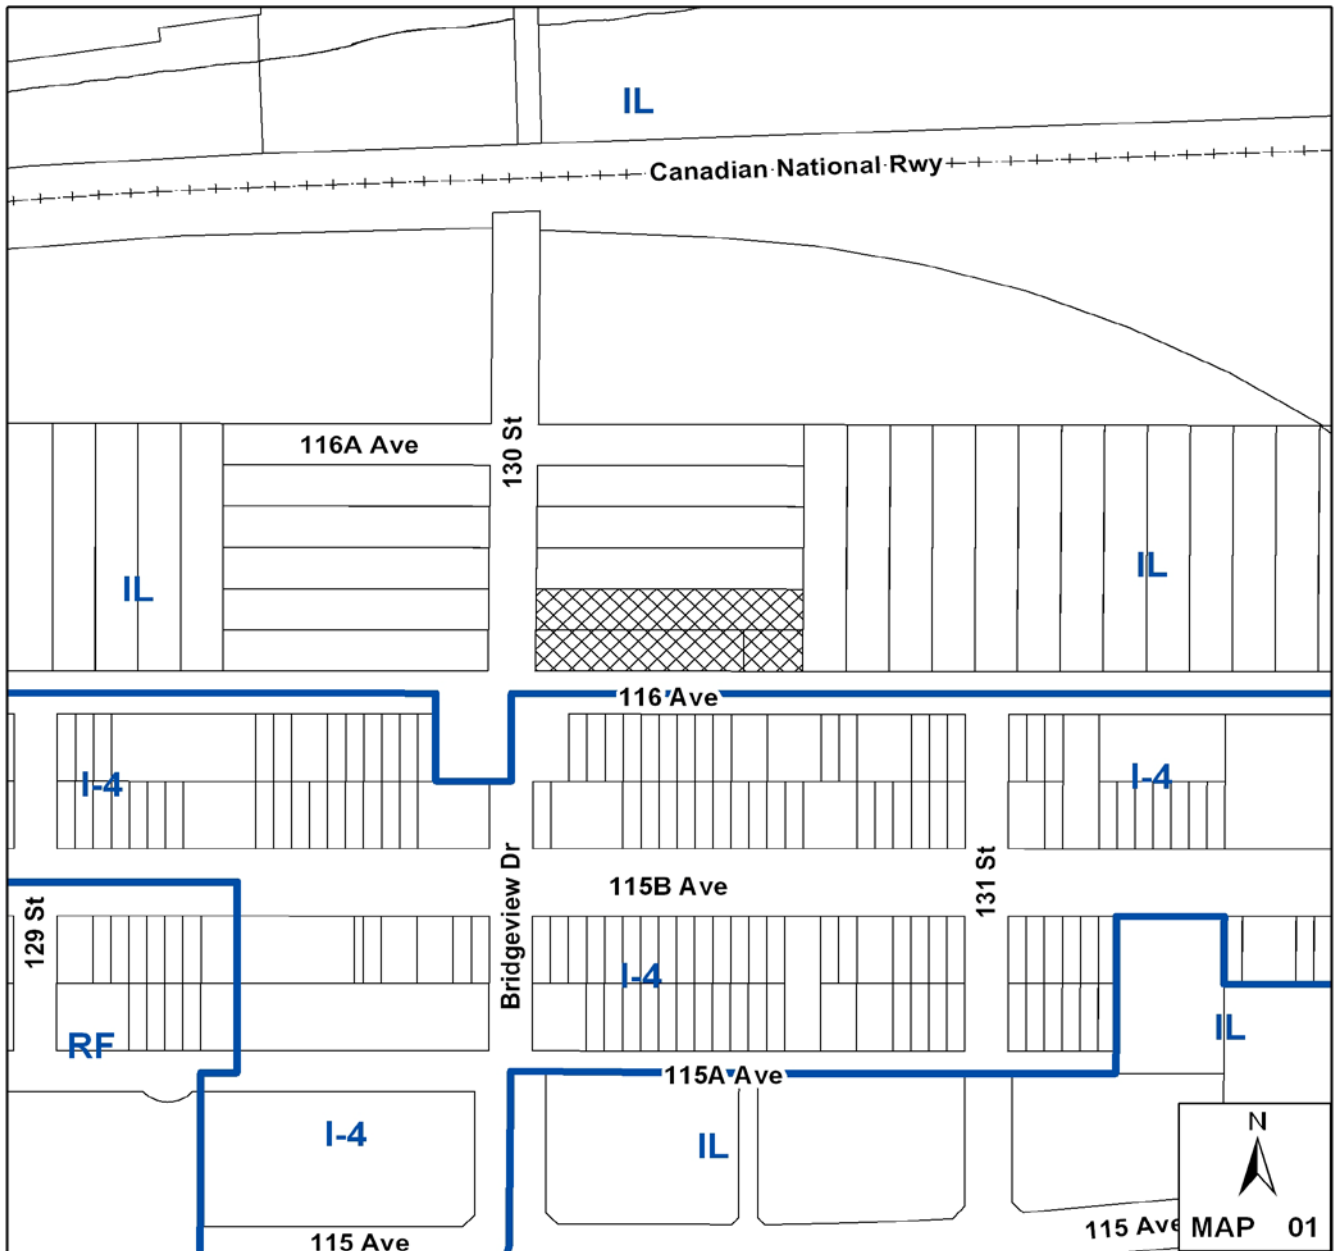 IL
Canadian National Rwy
116A Ave
130 St
IL
IL
116 Ave
I-4
I-4
Bridgeview Dr
115B Ave
131 St
129 St
I-4
RF
IL
115A Ave
I-4
IL
N
115 Ave
115 Ave
MAP 01